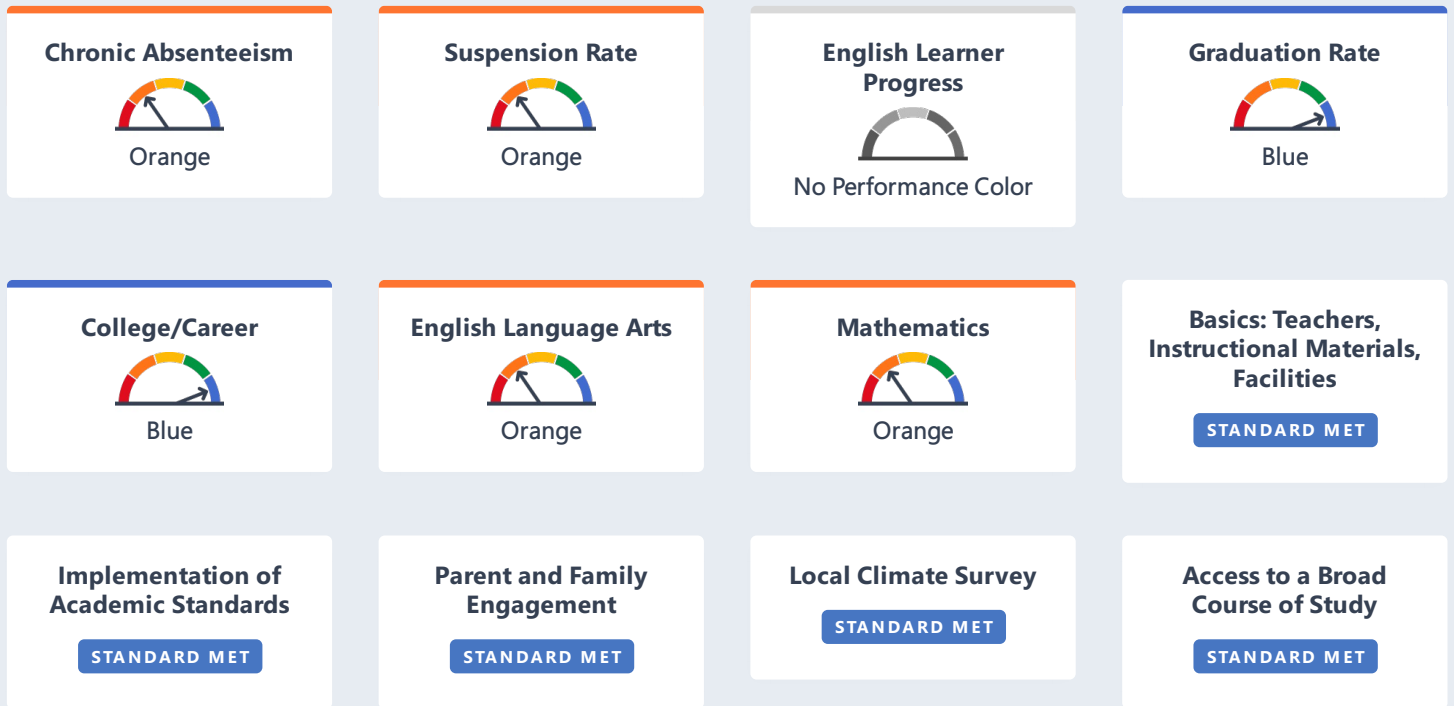 Chronic Absenteeism
Orange
Suspension Rate
Orange
English Learner
Progress
No Performance Color
Graduation Rate
Blue
College/Career
Blue
English Language Arts
Orange
Mathematics
Orange
Basics: Teachers,
Instructional Materials,
Facilities
STANDARD MET
Implementation of
Academic Standards
STANDARD MET
Parent and Family
Engagement
STANDARD MET
Local Climate Survey
STANDARD MET
Access to a Broad
Course of Study
STANDARD MET